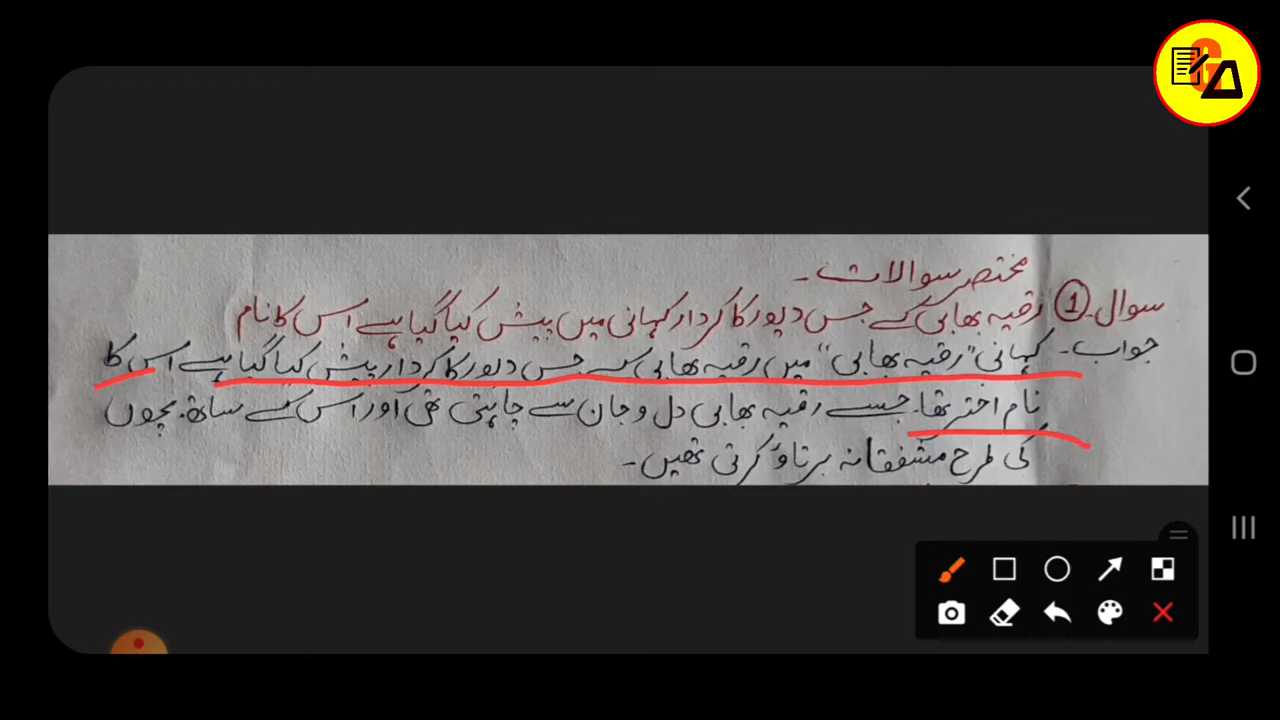 مختصر سوالات۔
سوال۔ ① رقیہ بھابی کے جس دیور کا کردار کہانی میں پیش کیا گیا ہے اس کا نام
جواب۔ کہانی "رقیہ بھابی" میں رقیہ بھابی کے جس دیور کا کردار پیش کیا گیا ہے اس کا
نام اختر تھا۔ جسے رقیہ بھابی دل و جان سے چاہتی تھی اور اس کے ساتھ بچوں
کی طرح مشفقانہ برتاؤ کرتی تھیں۔